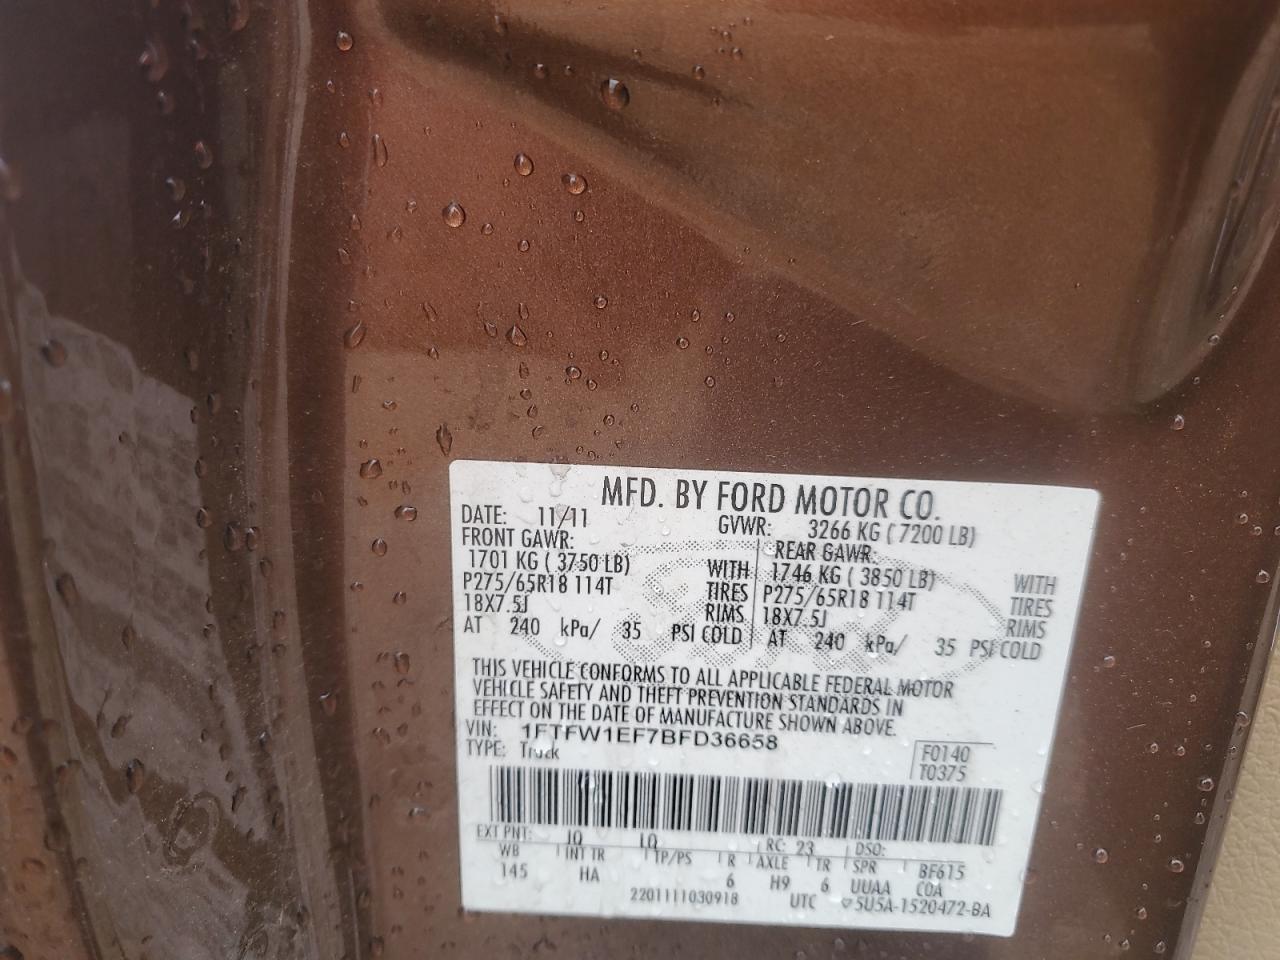 MFD. BY FORD MOTOR CO.
DATE: 11/11 GVWR: 3266 KG ( 7200 LB)
FRONT GAWR: REAR GAWR:
1701 KG ( 3750 LB) WITH 1746 KG ( 3850 LB) WITH
P275/65R18 114T TIRES P275/65R18 114T TIRES
18X7.5J RIMS 18X7.5J RIMS
AT 240 kPa/ 35 PSI COLD AT 240 kPa/ 35 PSI COLD
THIS VEHICLE CONFORMS TO ALL APPLICABLE FEDERAL MOTOR
VEHICLE SAFETY AND THEFT PREVENTION STANDARDS IN
EFFECT ON THE DATE OF MANUFACTURE SHOWN ABOVE.
VIN: 1FTFW1EF7BFD36658
TYPE: Truck
F0140
T0375
EXT PNT: JQ LQ RC: 23 DSO:
WB INT TR TP/PS R AXLE TR SPR BF615
145 HA 6 H9 6 UUAA COA
2201111030918 UTC 5U5A-1520472-BA